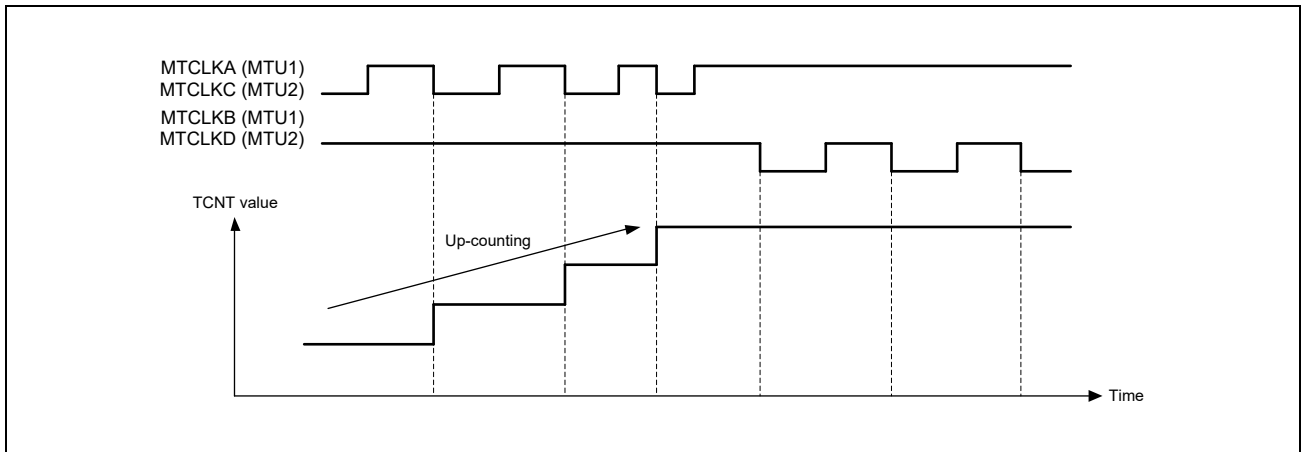 MTCLKA (MTU1)
MTCLKC (MTU2)
MTCLKB (MTU1)
MTCLKD (MTU2)
TCNT value
Up-counting
Time